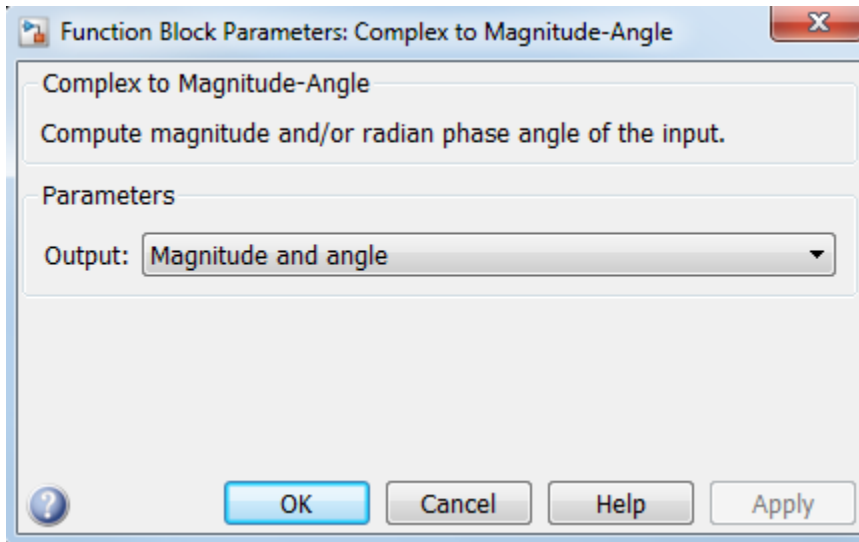 Function Block Parameters: Complex to Magnitude-Angle
Complex to Magnitude-Angle
Compute magnitude and/or radian phase angle of the input.
Parameters
Output: Magnitude and angle
OK Cancel Help Apply